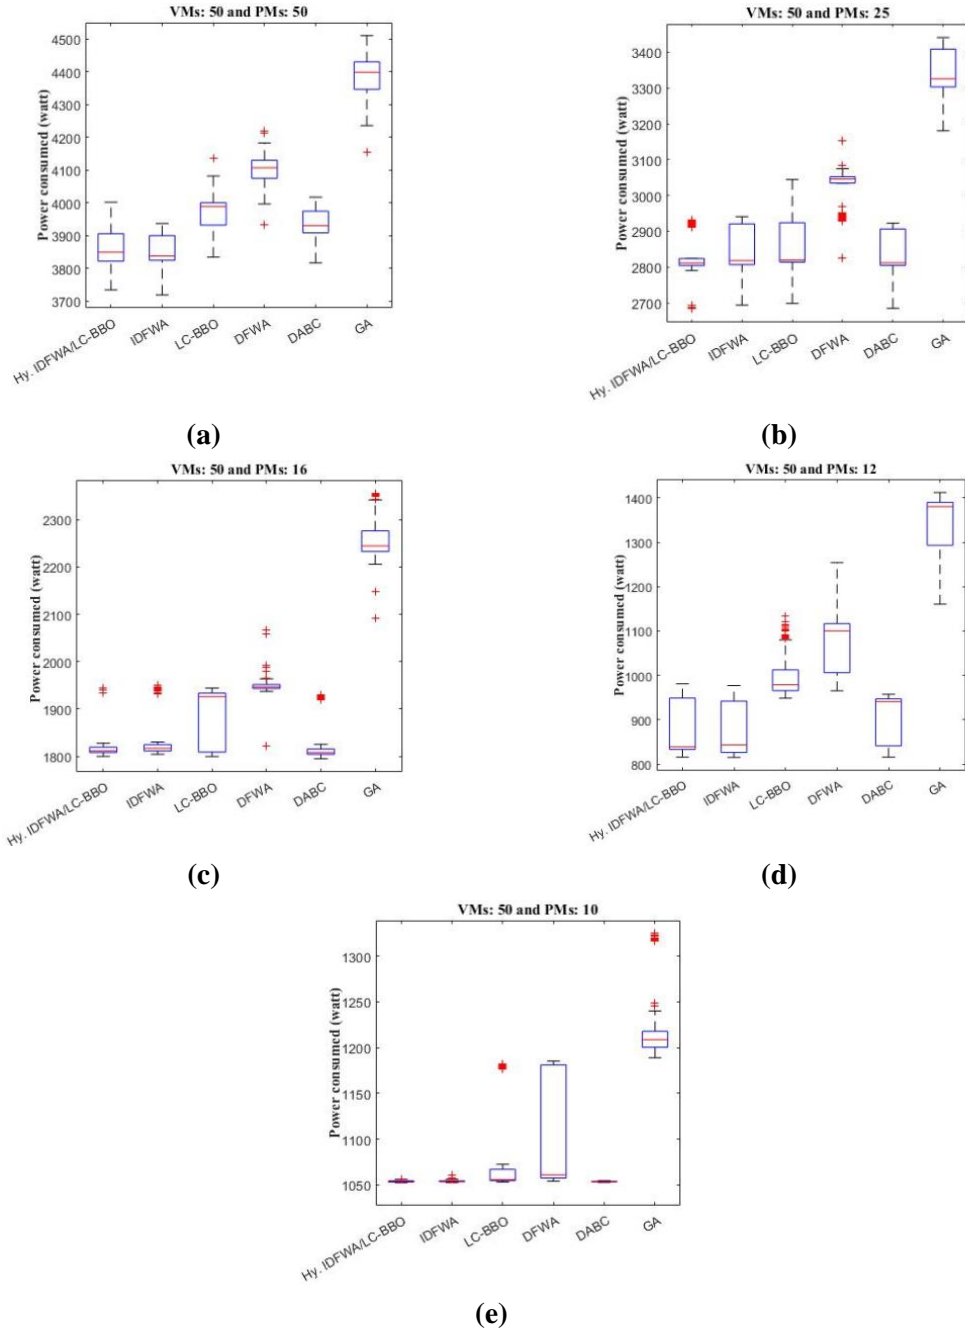 VMs: 50 and PMs: 50
Power consumed (watt)
4500
4400
4300
4200
4100
4000
3900
3800
3700
Hy. IDFWA/LC-BBO
IDFWA
LC-BBO
DFWA
DABC
GA
(a)
VMs: 50 and PMs: 25
Power consumed (watt)
3400
3300
3200
3100
3000
2900
2800
2700
Hy. IDFWA/LC-BBO
IDFWA
LC-BBO
DFWA
DABC
GA
(b)
VMs: 50 and PMs: 16
Power consumed (watt)
2300
2200
2100
2000
1900
1800
Hy. IDFWA/LC-BBO
IDFWA
LC-BBO
DFWA
DABC
GA
(c)
VMs: 50 and PMs: 12
Power consumed (watt)
1400
1300
1200
1100
1000
900
800
Hy. IDFWA/LC-BBO
IDFWA
LC-BBO
DFWA
DABC
GA
(d)
VMs: 50 and PMs: 10
Power consumed (watt)
1300
1250
1200
1150
1100
1050
Hy. IDFWA/LC-BBO
IDFWA
LC-BBO
DFWA
DABC
GA
(e)